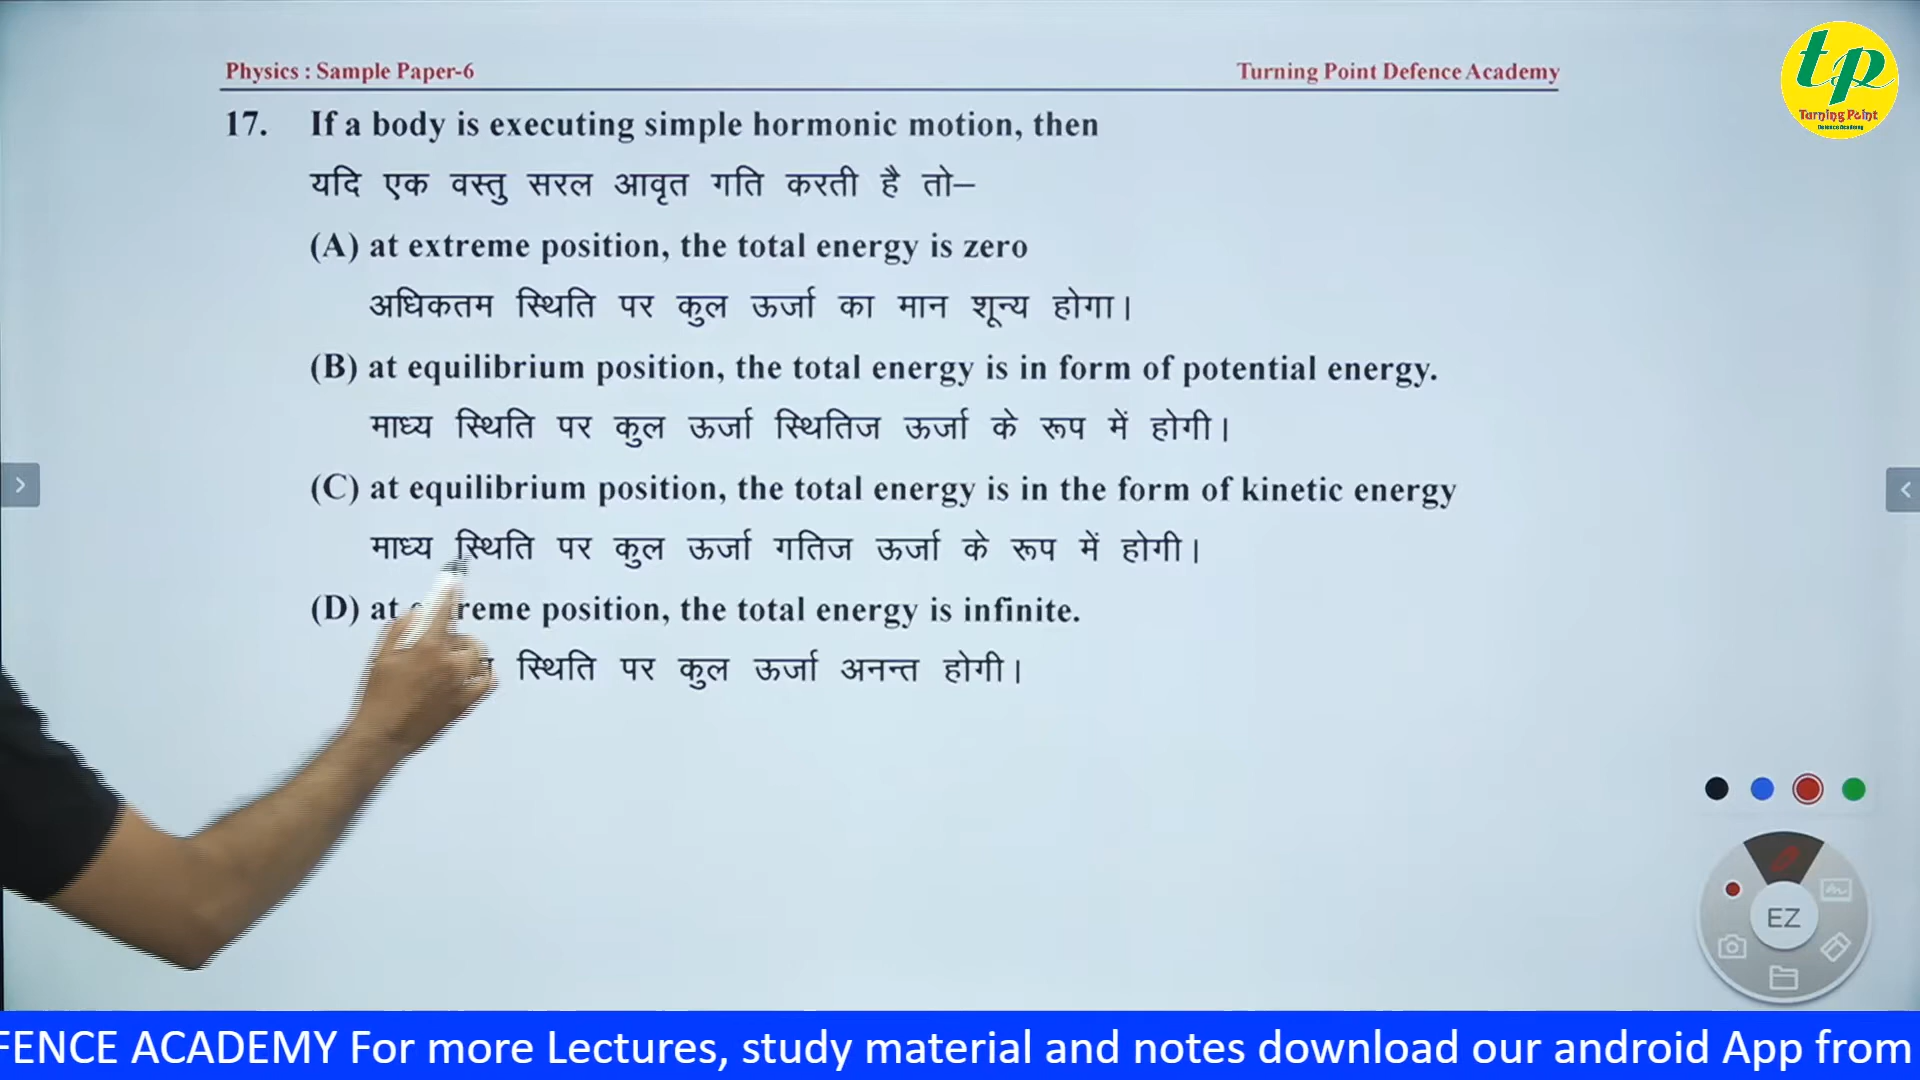 Physics : Sample Paper-6
Turning Point Defence Academy
tp
Turning Point
Defence Academy
17. If a body is executing simple hormonic motion, then
यदि एक वस्तु सरल आवृत गति करती है तो–
(A) at extreme position, the total energy is zero
अधिकतम स्थिति पर कुल ऊर्जा का मान शून्य होगा।
(B) at equilibrium position, the total energy is in form of potential energy.
माध्य स्थिति पर कुल ऊर्जा स्थितिज ऊर्जा के रूप में होगी।
(C) at equilibrium position, the total energy is in the form of kinetic energy
माध्य स्थिति पर कुल ऊर्जा गतिज ऊर्जा के रूप में होगी।
(D) at reme position, the total energy is infinite.
स्थिति पर कुल ऊर्जा अनन्त होगी।
EZ
FENCE ACADEMY For more Lectures, study material and notes download our android App from